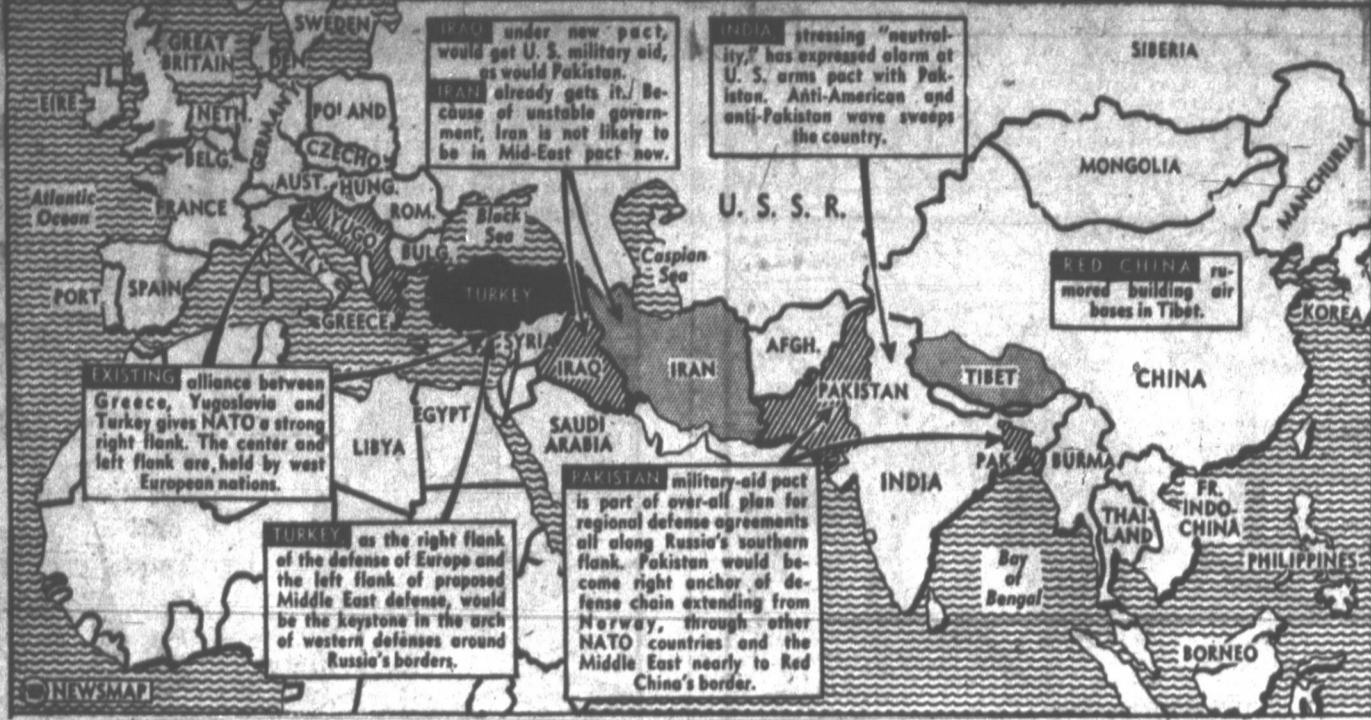 SWEDEN
GREAT
BRITAIN
DEN.
EIRE
NETH.
GERMANY
POLAND
BELG.
CZECHO.
Atlantic
Ocean
FRANCE
AUST.
HUNG.
ROM.
YUGO
ITALY
BULG.
Black
Sea
PORT.
SPAIN
GREECE
TURKEY
SYRIA
IRAQ under new pact,
would get U. S. military aid,
as would Pakistan.
IRAN already gets it. Be-
cause of unstable govern-
ment, Iran is not likely to
be in Mid-East pact now.
INDIA stressing "neutral-
ity," has expressed alarm at
U. S. arms pact with Pak-
istan. Anti-American and
anti-Pakistan wave sweeps
the country.
SIBERIA
MONGOLIA
MANCHURIA
U. S. S. R.
Caspian
Sea
RED CHINA ru-
mored building air
bases in Tibet.
KOREA
IRAQ
IRAN
AFGH.
PAKISTAN
TIBET
CHINA
EXISTING alliance between
Greece, Yugoslavia and
Turkey gives NATO a strong
right flank. The center and
left flank are held by west
European nations.
LIBYA
EGYPT
SAUDI
ARABIA
INDIA
PAK.
BURMA
THAI-
LAND
FR.
INDO-
CHINA
PHILIPPINES
Bay
of
Bengal
BORNEO
TURKEY, as the right flank
of the defense of Europe and
the left flank of proposed
Middle East defense, would
be the keystone in the arch
of western defenses around
Russia's borders.
PAKISTAN military-aid pact
is part of over-all plan for
regional defense agreements
all along Russia's southern
flank. Pakistan would be-
come right anchor of de-
fense chain extending from
Norway, through other
NATO countries and the
Middle East nearly to Red
China's border.
NEWSMAP